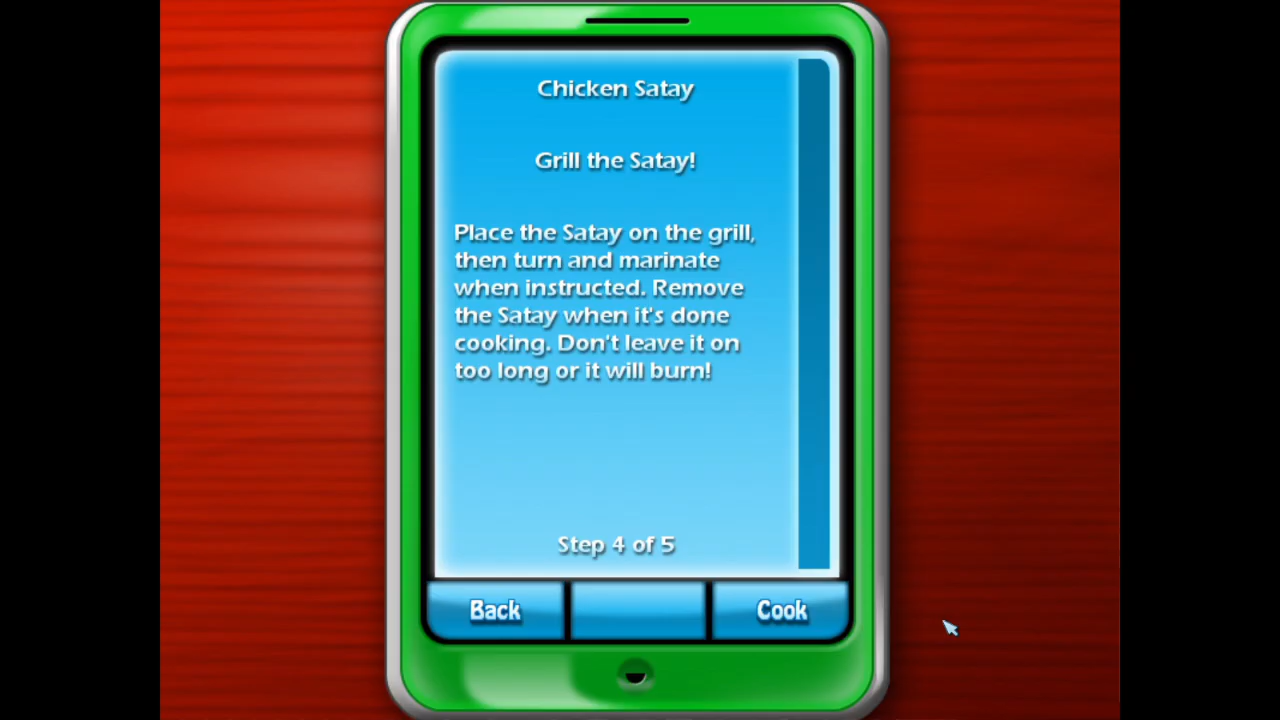 Chicken Satay
Grill the Satay!
Place the Satay on the grill,
then turn and marinate
when instructed. Remove
the Satay when it's done
cooking. Don't leave it on
too long or it will burn!
Step 4 of 5
Back
Cook